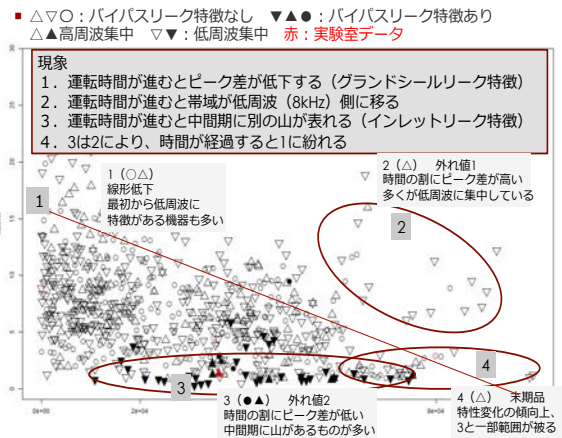 ■ △▽○：バイパスリーク特徴なし　▼▲●：バイパスリーク特徴あり
△▲高周波集中　▽▼：低周波集中　赤：実験室データ
現象
１．運転時間が進むとピーク差が低下する（グランドシールリーク特徴）
２．運転時間が進むと帯域が低周波（8kHz）側に移る
３．運転時間が進むと中間期に別の山が表れる（インレットリーク特徴）
４．3は2により、時間が経過すると1に紛れる
1（○△）
線形低下
最初から低周波に
特徴がある機器も多い
2（△）　外れ値1
時間の割にピーク差が高い
多くが低周波に集中している
1
2
3
4
3（●▲）　外れ値2
時間の割にピーク差が低い
中間期に山があるものが多い
4（△）　末期品
特性変化の傾向上、
3と一部範囲が被る
30
15
10
5
0
0e+00
2e+04